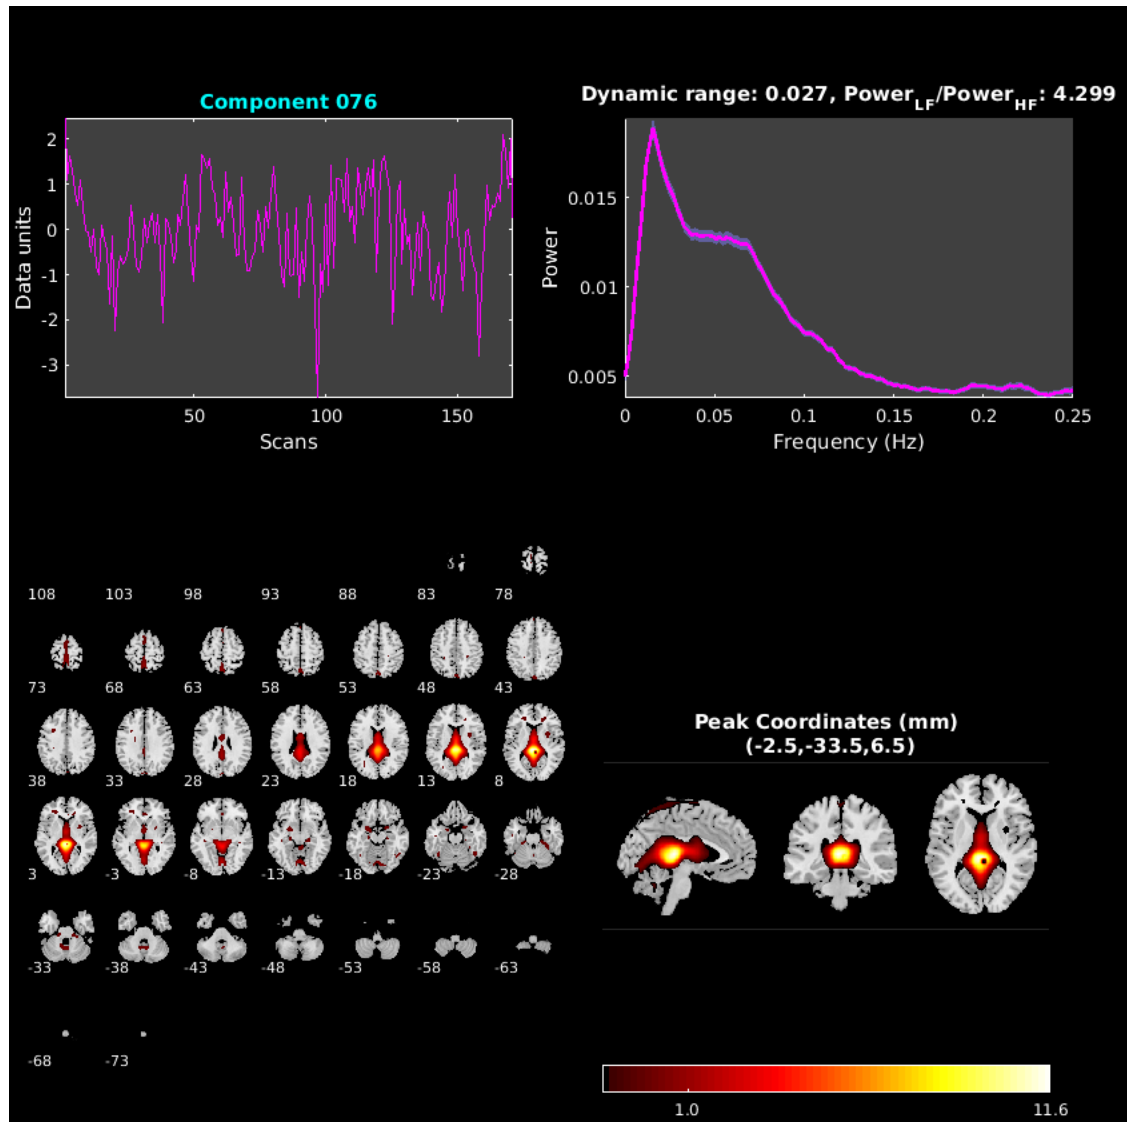 Component 076
Dynamic range: 0.027, Power_LF/Power_HF: 4.299
2
1
0
-1
-2
-3
Data units
50 100 150
Scans
0.015
0.01
0.005
Power
0 0.05 0.1 0.15 0.2 0.25
Frequency (Hz)
108 103 98 93 88 83 78
73 68 63 58 53 48 43
38 33 28 23 18 13 8
3 -3 -8 -13 -18 -23 -28
-33 -38 -43 -48 -53 -58 -63
-68 -73
Peak Coordinates (mm)
(-2.5,-33.5,6.5)
1.0 11.6